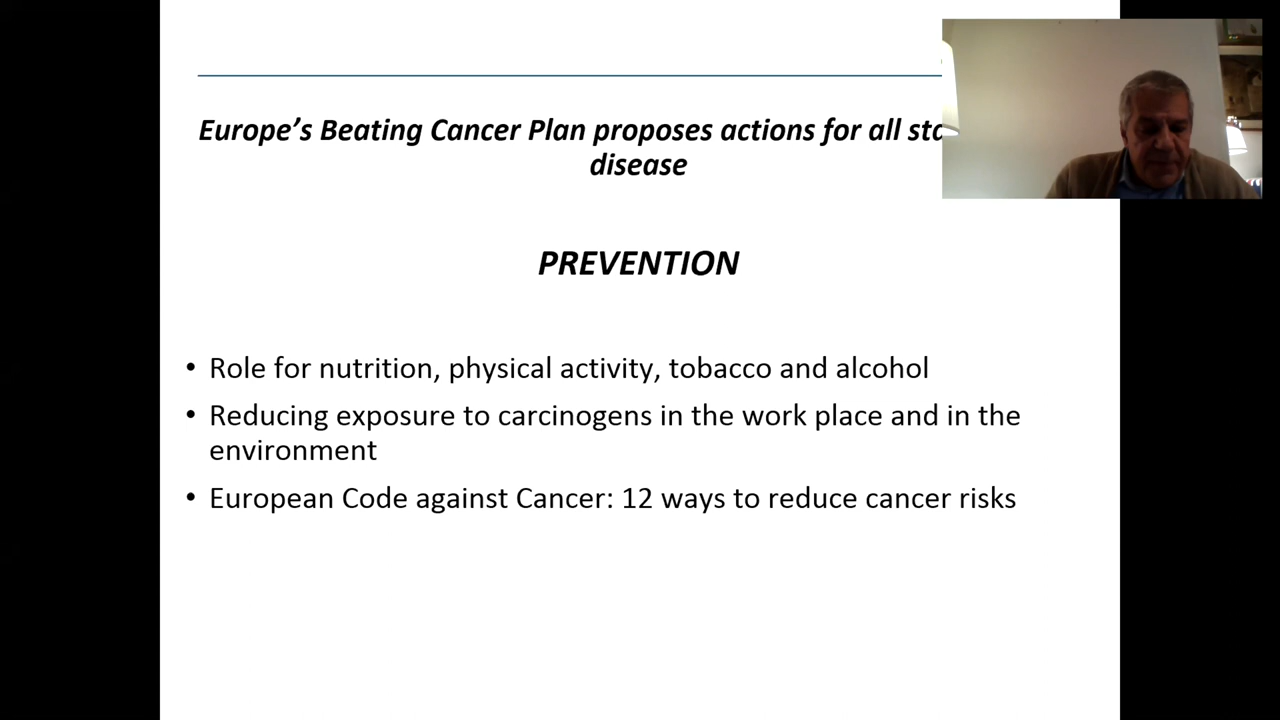 Europe's Beating Cancer Plan proposes actions for all
disease
PREVENTION
• Role for nutrition, physical activity, tobacco and alcohol
• Reducing exposure to carcinogens in the work place and in the
environment
• European Code against Cancer: 12 ways to reduce cancer risks